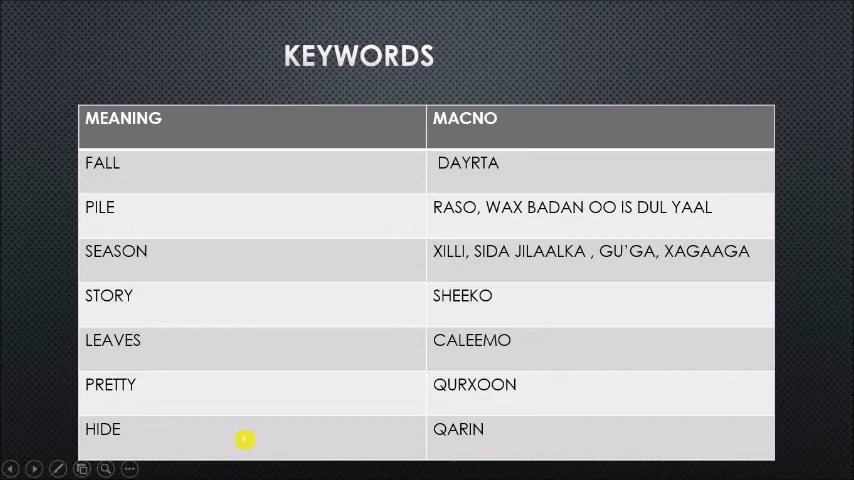 KEYWORDS
MEANING MACNO
FALL DAYRTA
PILE RASO, WAX BADAN OO IS DUL YAAL
SEASON XILLI, SIDA JILAALKA , GU'GA, XAGAAGA
STORY SHEEKO
LEAVES CALEEMO
PRETTY QURXOON
HIDE QARIN